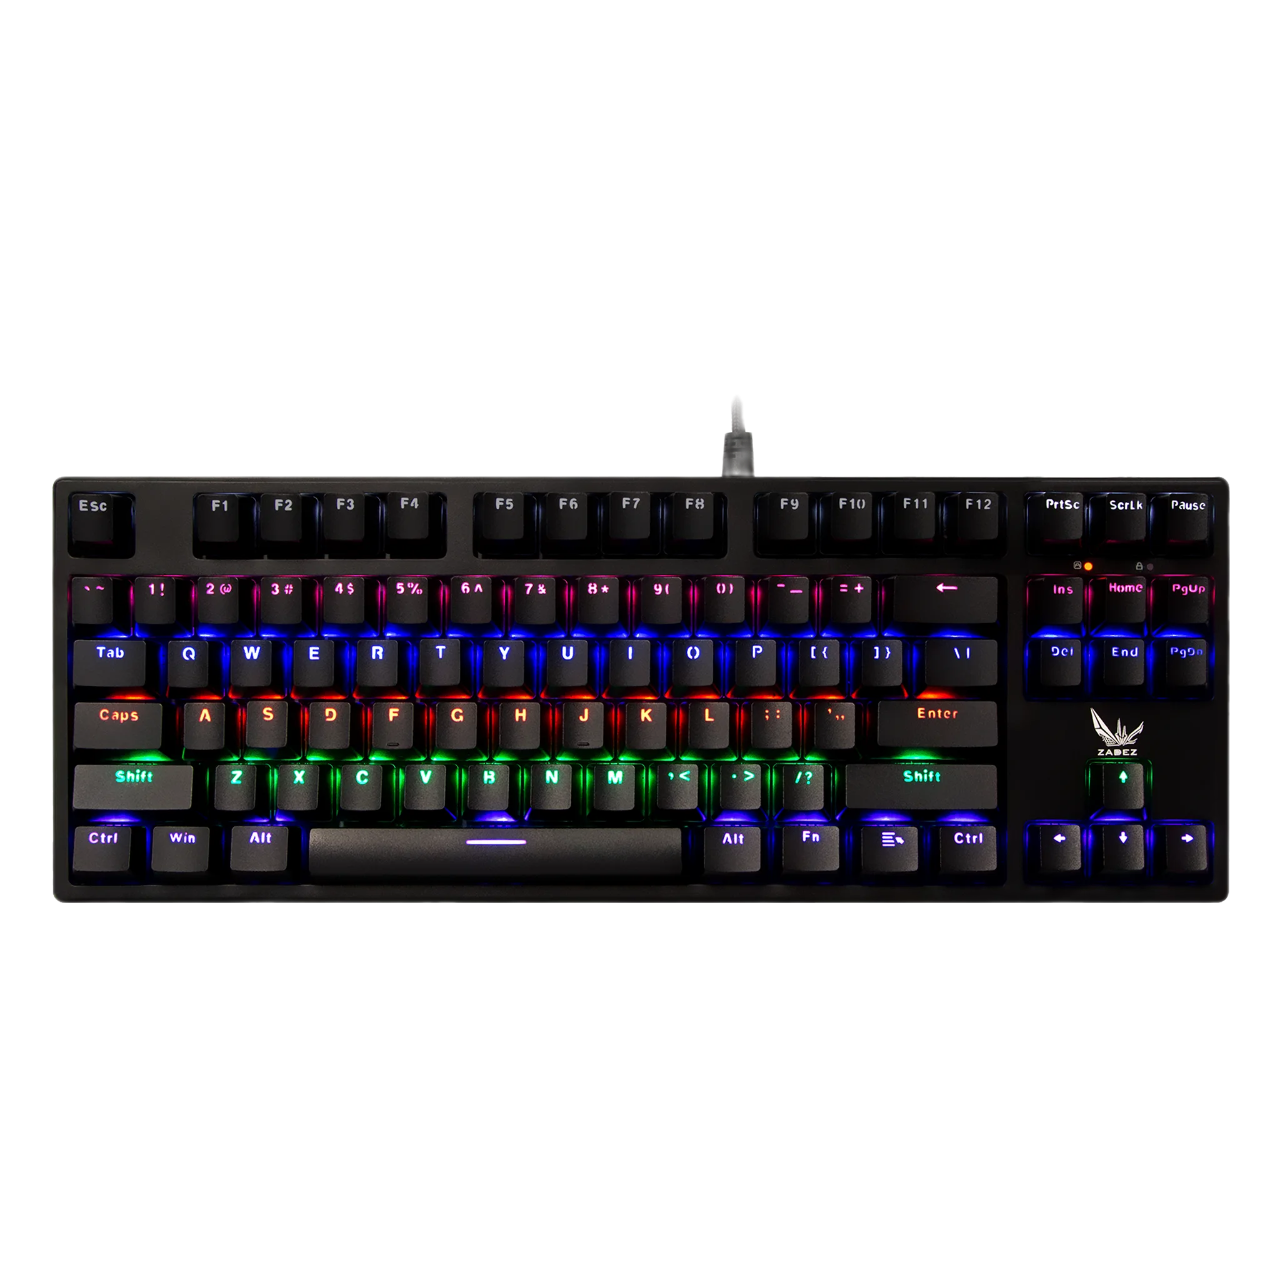 Esc F1 F2 F3 F4 F5 F6 F7 F8 F9 F10 F11 F12 PrtSc ScrLk Pause
` ~ 1 ! 2 @ 3 # 4 $ 5 % 6 ^ 7 & 8 * 9 ( 0 ) - _ = + ← Ins Home PgUp
Tab Q W E R T Y U I O P [ { ] } \ | Del End PgDn
Caps A S D F G H J K L ; : ' " Enter
ZADEZ
Shift Z X C V B N M , < . > / ? Shift ↑
Ctrl Win Alt Alt Fn Ctrl ← ↓ →